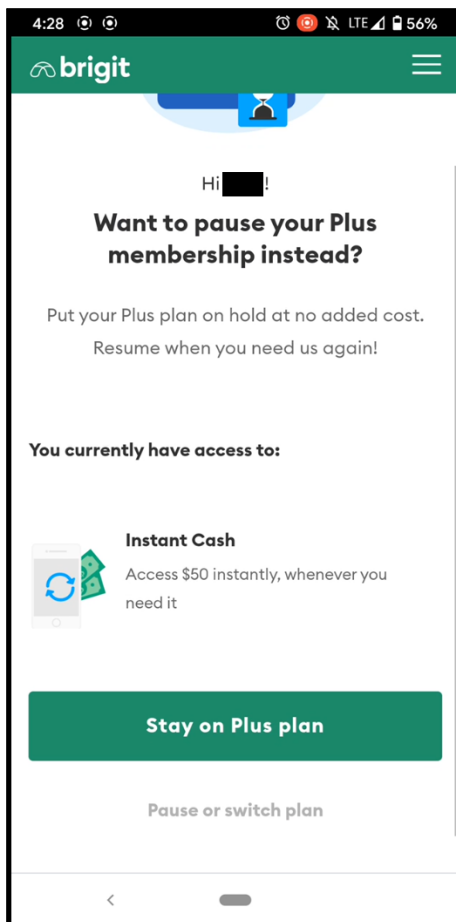 4:28 LTE 56%
brigit
Hi !
Want to pause your Plus
membership instead?
Put your Plus plan on hold at no added cost.
Resume when you need us again!
You currently have access to:
Instant Cash
Access $50 instantly, whenever you
need it
Stay on Plus plan
Pause or switch plan